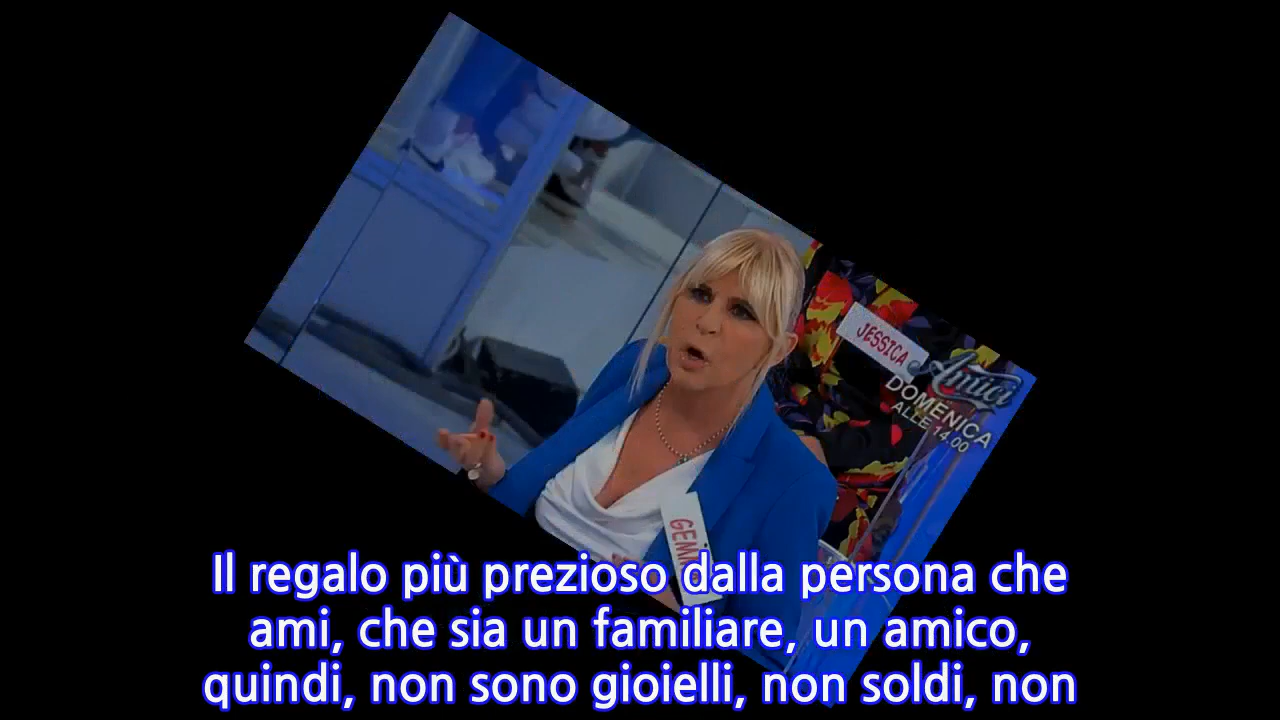 JESSICA
Amici
DOMENICA
ALLE 14.00
Il regalo più prezioso dalla persona che
ami, che sia un familiare, un amico,
quindi, non sono gioielli, non soldi, non